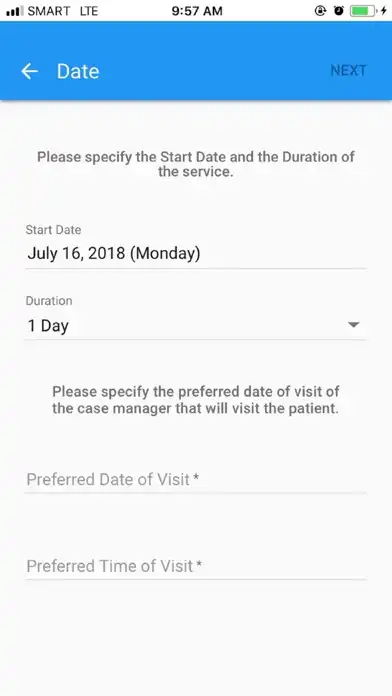 SMART LTE 9:57 AM
Date NEXT
Please specify the Start Date and the Duration of
the service.
Start Date
July 16, 2018 (Monday)
Duration
1 Day
Please specify the preferred date of visit of
the case manager that will visit the patient.
Preferred Date of Visit *
Preferred Time of Visit *